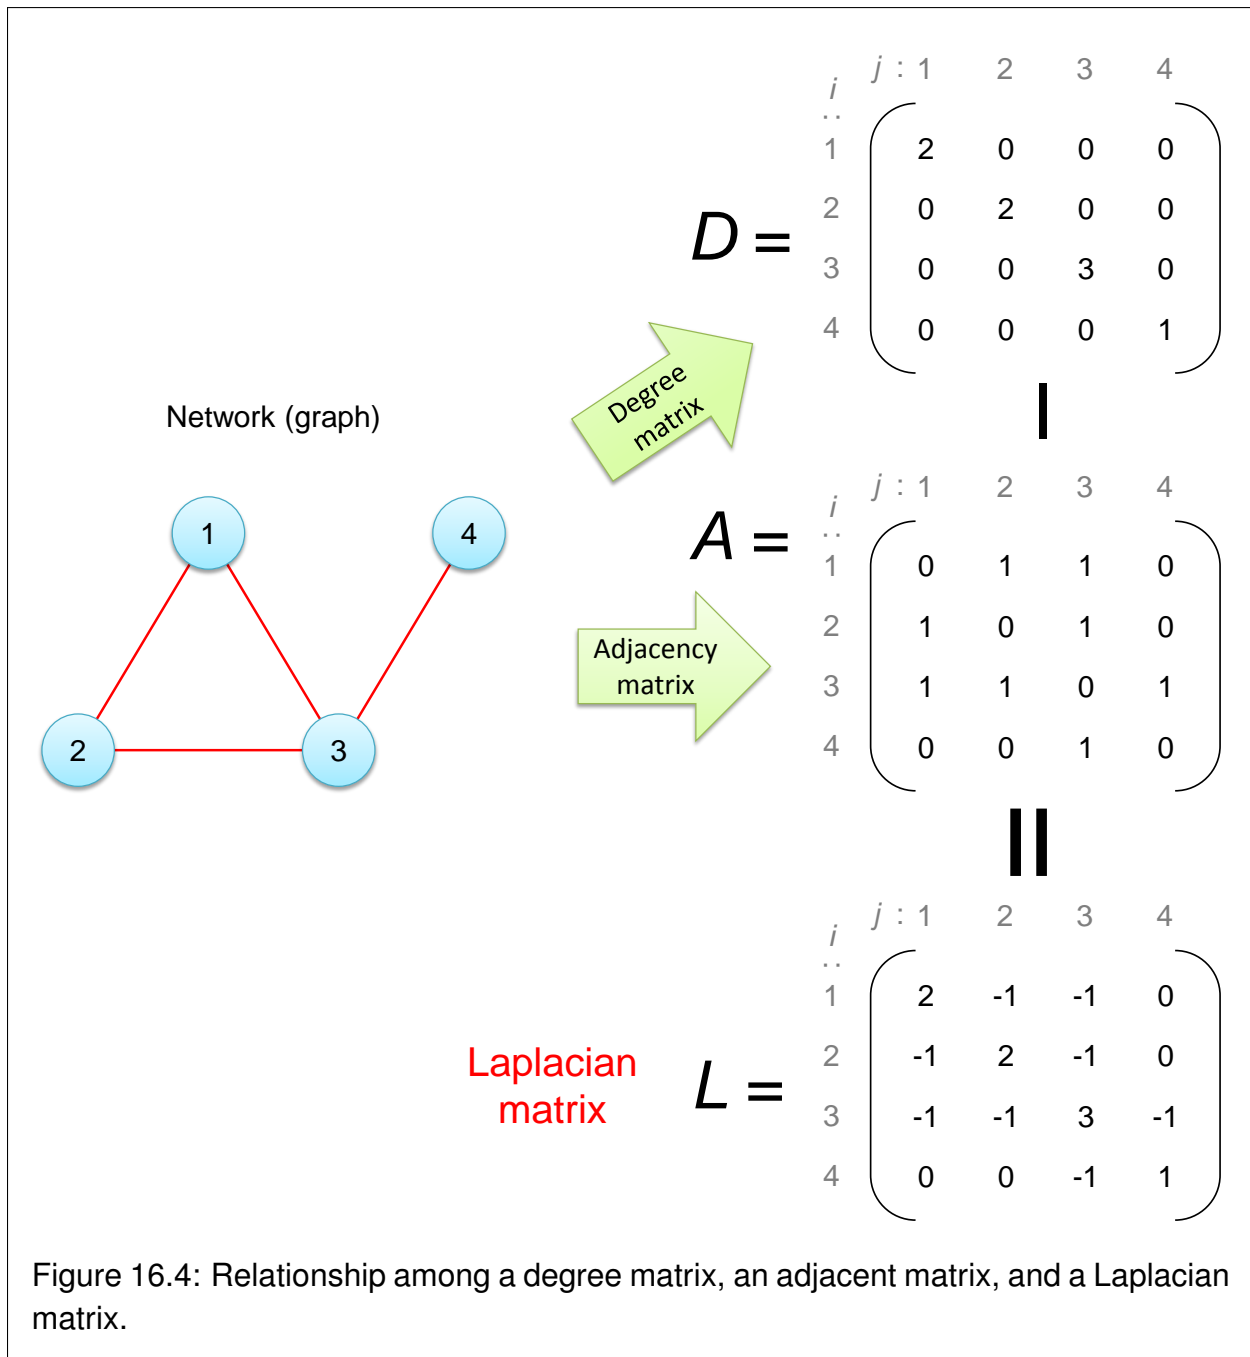 j : 1 2 3 4
i
..
1 2 0 0 0
2 0 2 0 0
D =
3 0 0 3 0
4 0 0 0 1
Degree
matrix
–
Network (graph)
1
4
2
3
j : 1 2 3 4
i
..
A =
1 0 1 1 0
2 1 0 1 0
Adjacency
matrix
3 1 1 0 1
4 0 0 1 0
=
j : 1 2 3 4
i
..
1 2 -1 -1 0
2 -1 2 -1 0
Laplacian
matrix
L =
3 -1 -1 3 -1
4 0 0 -1 1
Figure 16.4: Relationship among a degree matrix, an adjacent matrix, and a Laplacian
matrix.